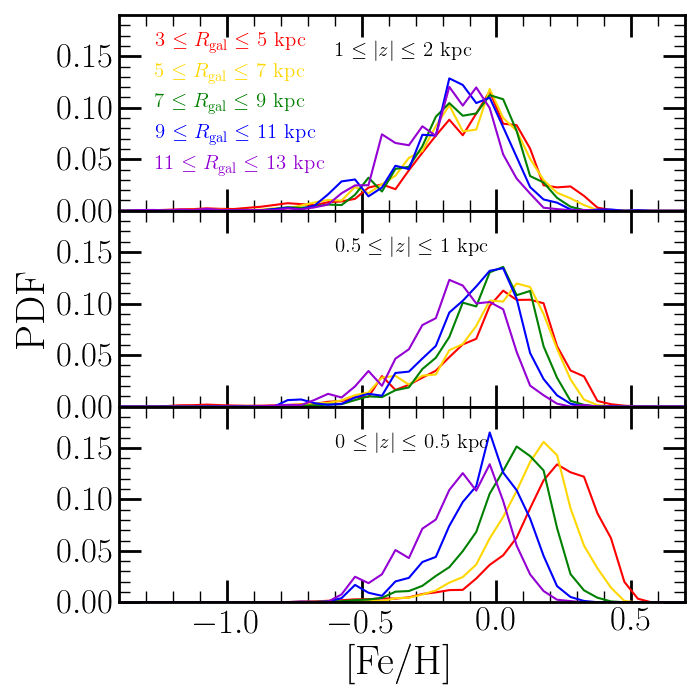 3 ≤ R_gal ≤ 5 kpc
5 ≤ R_gal ≤ 7 kpc
7 ≤ R_gal ≤ 9 kpc
9 ≤ R_gal ≤ 11 kpc
11 ≤ R_gal ≤ 13 kpc
1 ≤ |z| ≤ 2 kpc
0.15
0.10
0.05
0.00
0.5 ≤ |z| ≤ 1 kpc
0.15
0.10
0.05
0.00
PDF
0 ≤ |z| ≤ 0.5 kpc
0.15
0.10
0.05
0.00
−1.0 −0.5 0.0 0.5
[Fe/H]